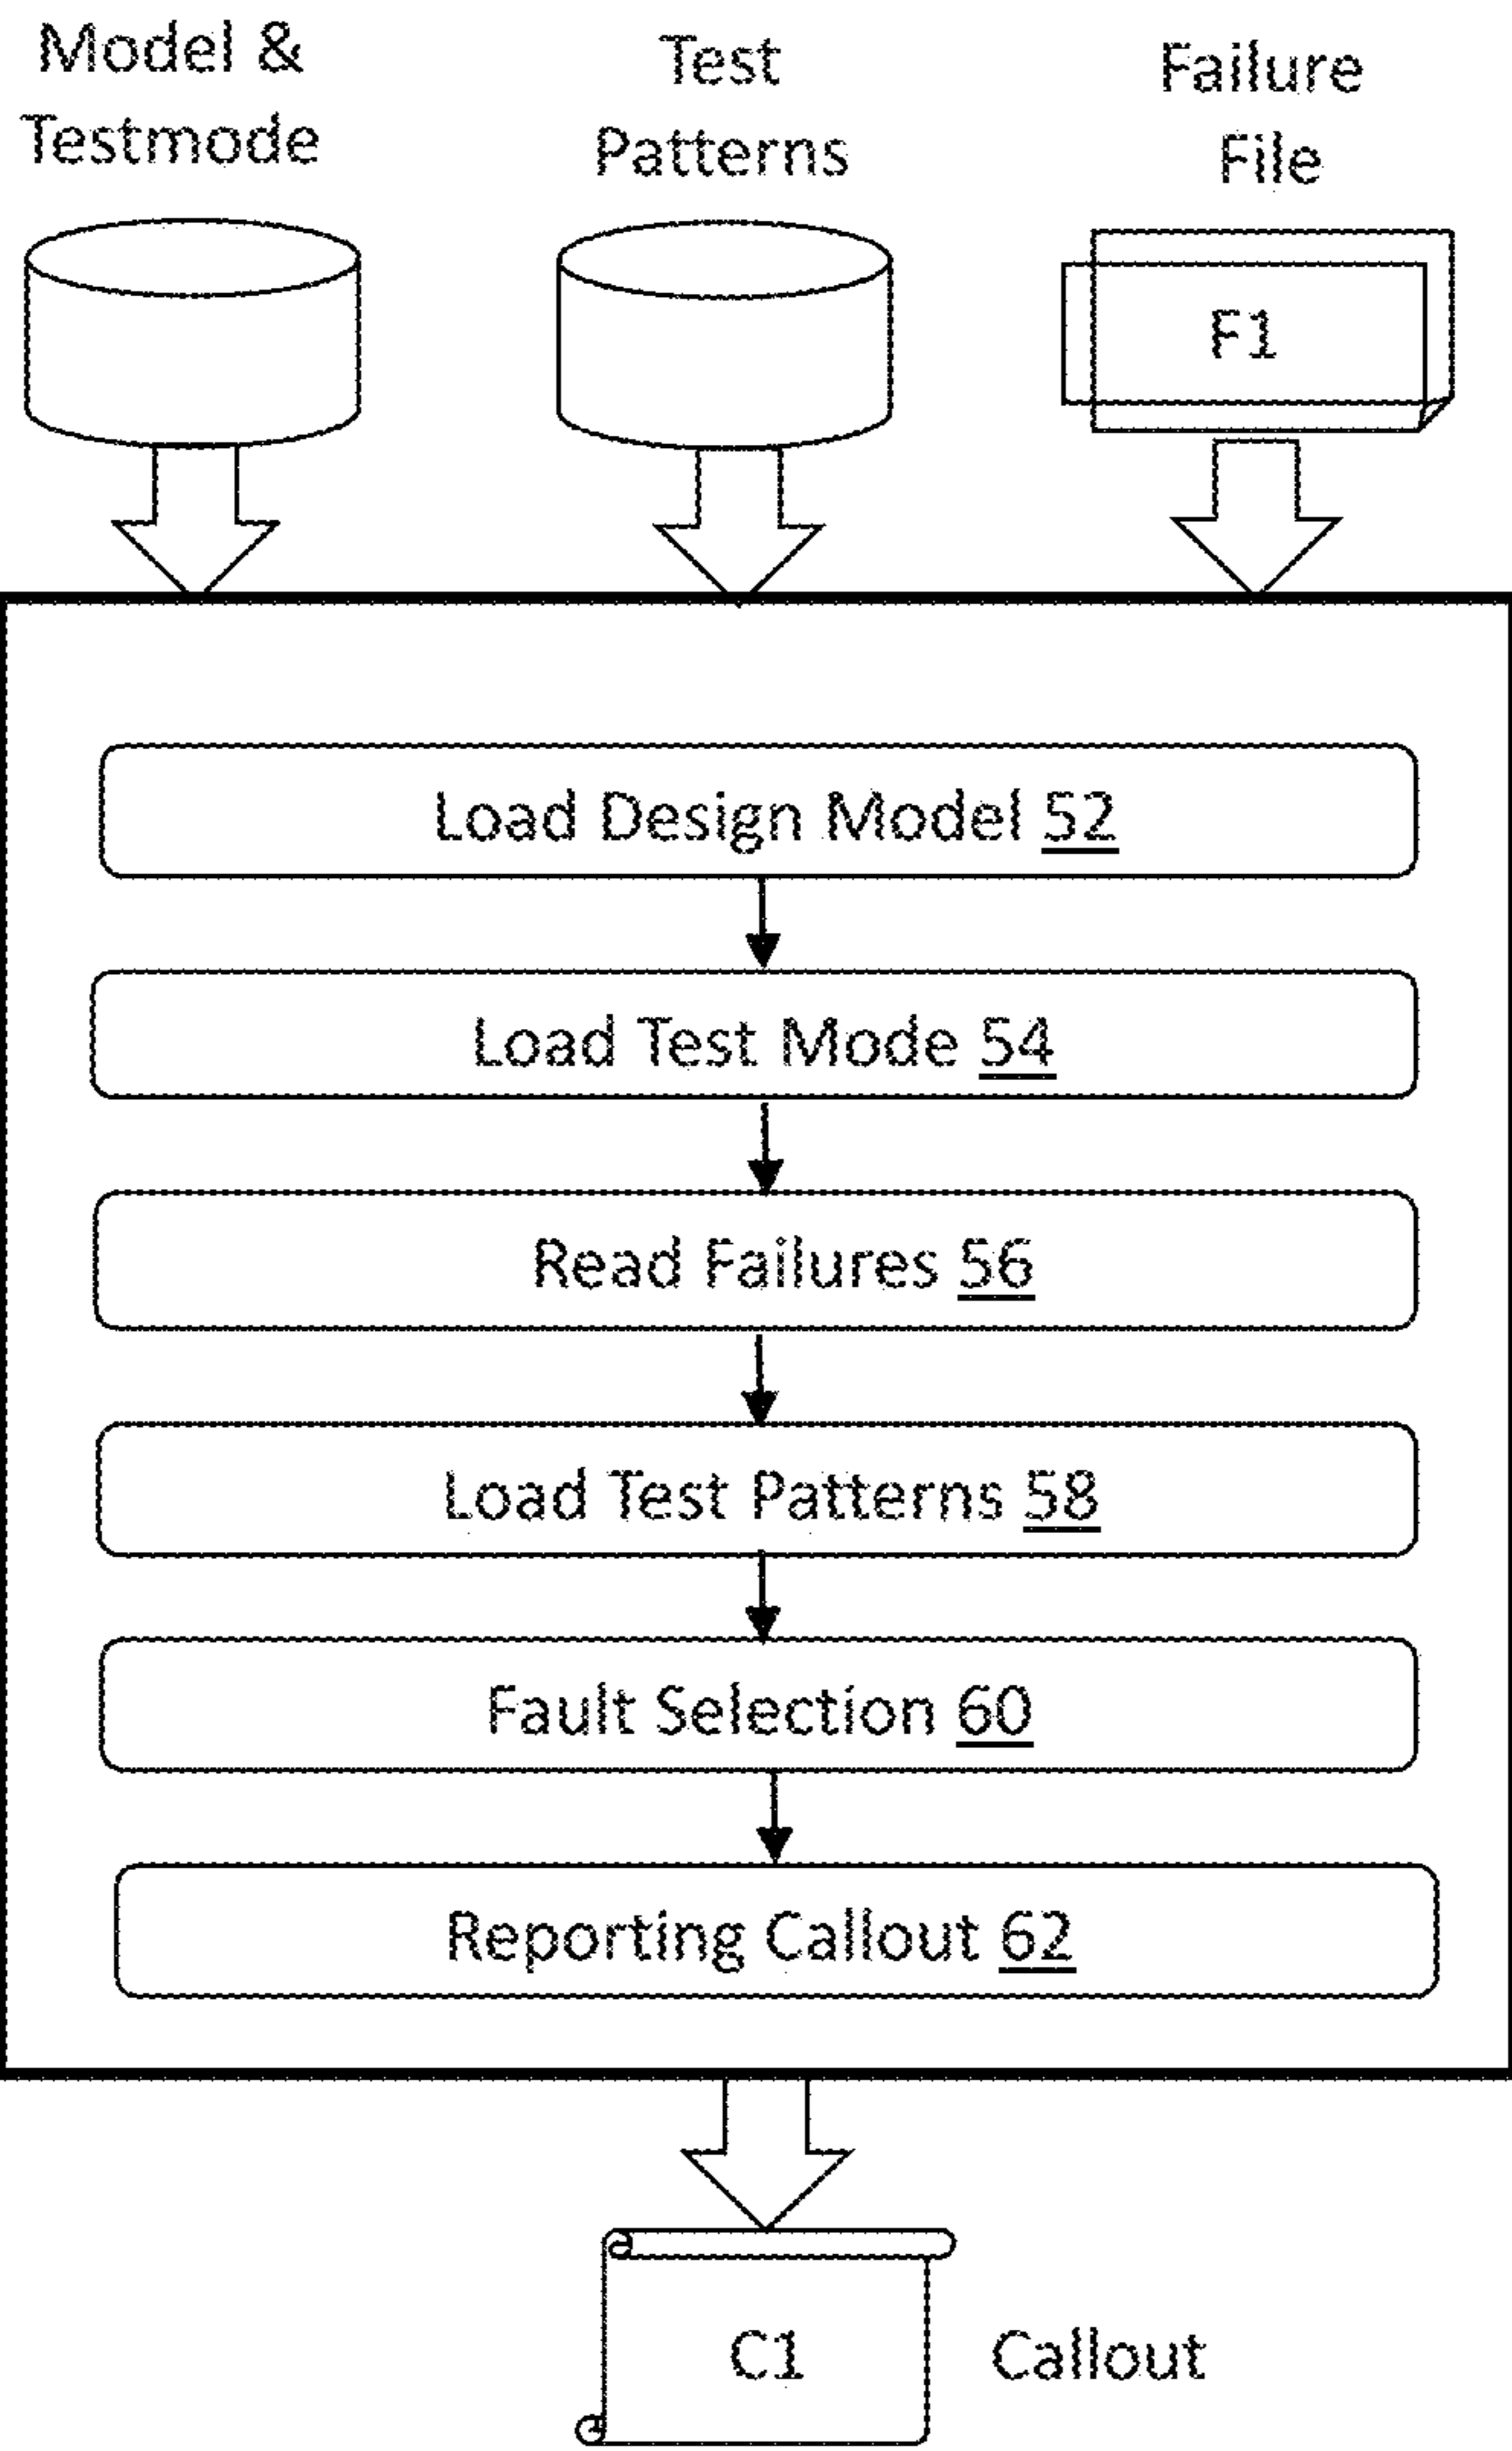 Model &
Testmode
Test
Patterns
Failure
File
F1
Load Design Model 52
Load Test Mode 54
Read Failures 56
Load Test Patterns 58
Fault Selection 60
Reporting Callout 62
C1
Callout